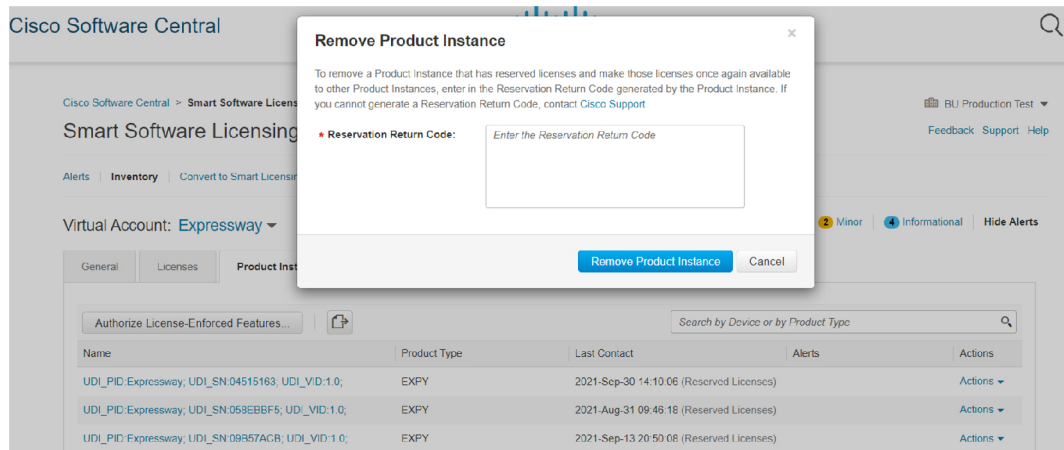 Cisco Software Central
Remove Product Instance
×
To remove a Product Instance that has reserved licenses and make those licenses once again available
to other Product Instances, enter in the Reservation Return Code generated by the Product Instance. If
you cannot generate a Reservation Return Code, contact Cisco Support
* Reservation Return Code:
Enter the Reservation Return Code
Remove Product Instance
Cancel
Cisco Software Central > Smart Software Licens
BU Production Test
Smart Software Licensing
Feedback Support Help
Alerts | Inventory | Convert to Smart Licensin
Virtual Account: Expressway
2 Minor | 4 Informational | Hide Alerts
General Licenses Product Inst
Authorize License-Enforced Features...
Search by Device or by Product Type
Name Product Type Last Contact Alerts Actions
UDI_PID:Expressway; UDI_SN:04515163; UDI_VID:1.0; EXPY 2021-Sep-30 14:10:06 (Reserved Licenses) Actions
UDI_PID:Expressway; UDI_SN:058EBBF5; UDI_VID:1.0; EXPY 2021-Aug-31 09:46:18 (Reserved Licenses) Actions
UDI_PID:Expressway; UDI_SN:09B57ACB; UDI_VID:1.0; EXPY 2021-Sep-13 20:50:08 (Reserved Licenses) Actions